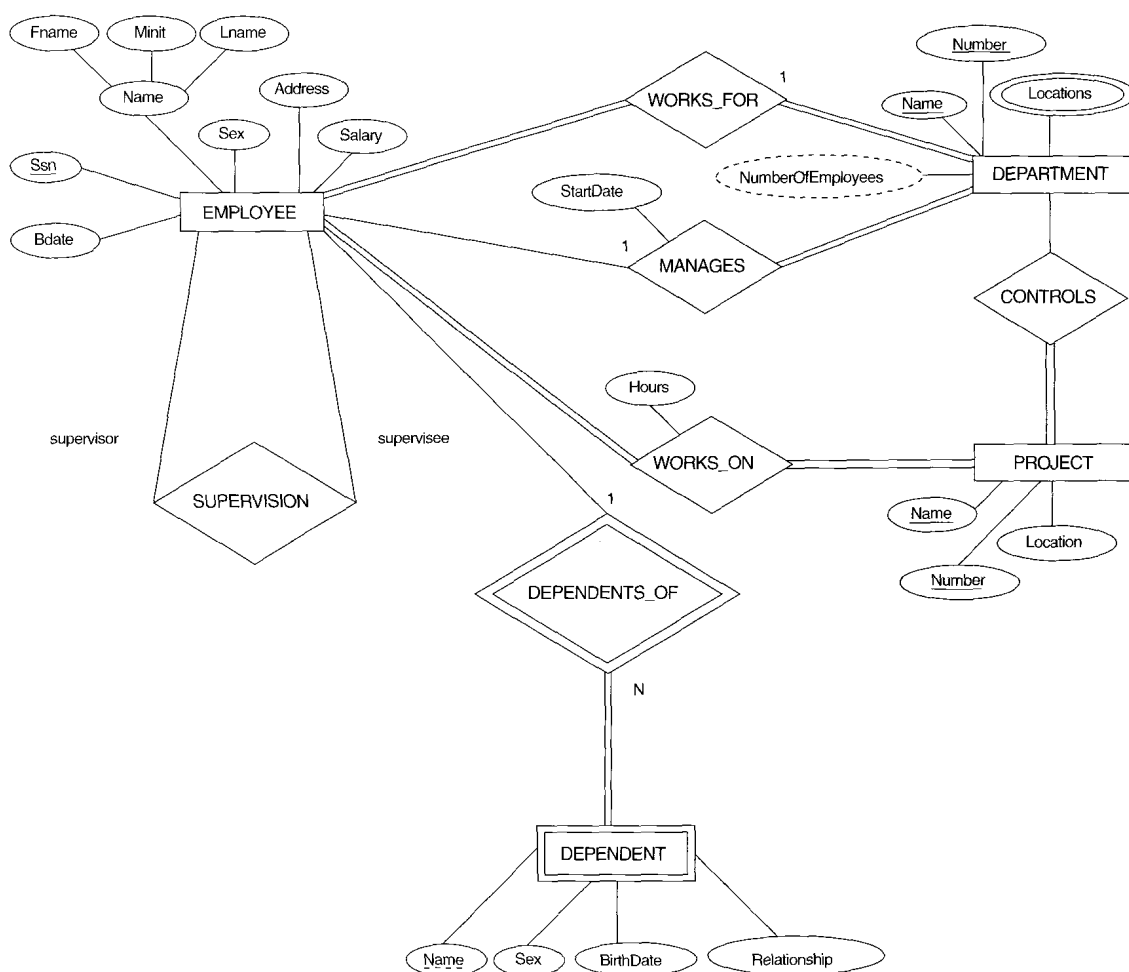 Fname
Minit
Lname
Number
Name
Address
1
WORKS_FOR
Locations
Name
Sex
Salary
Ssn
NumberOfEmployees
DEPARTMENT
StartDate
EMPLOYEE
Bdate
1
MANAGES
CONTROLS
Hours
supervisor
supervisee
WORKS_ON
PROJECT
SUPERVISION
1
Name
Location
Number
DEPENDENTS_OF
N
DEPENDENT
Name
Sex
BirthDate
Relationship